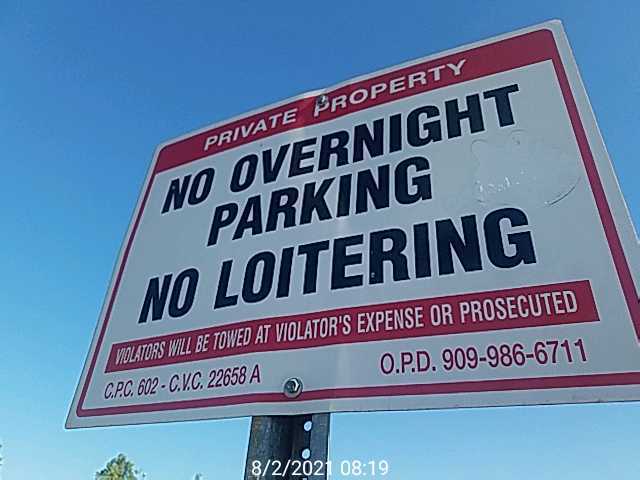 PRIVATE PROPERTY
NO OVERNIGHT
PARKING
NO LOITERING
VIOLATORS WILL BE TOWED AT VIOLATOR'S EXPENSE OR PROSECUTED
C.P.C. 602 - C.V.C. 22658 A
O.P.D. 909-986-6711
8/2/2021 08:19